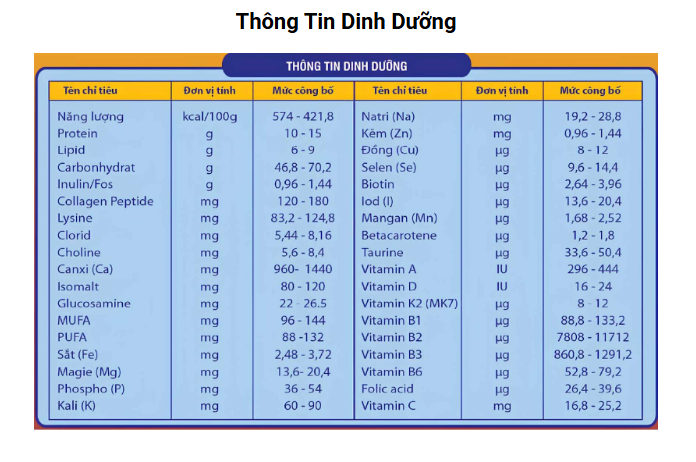 Thông Tin Dinh Dưỡng
THÔNG TIN DINH DƯỠNG
Tên chỉ tiêu Đơn vị tính Mức công bố Tên chỉ tiêu Đơn vị tính Mức công bố
Năng lượng kcal/100g 574 - 421,8 Natri (Na) mg 19,2 - 28,8
Protein g 10 - 15 Kẽm (Zn) mg 0,96 - 1,44
Lipid g 6 - 9 Đồng (Cu) µg 8 - 12
Carbonhydrat g 46,8 - 70,2 Selen (Se) µg 9,6 - 14,4
Inulin/Fos g 0,96 - 1,44 Biotin µg 2,64 - 3,96
Collagen Peptide mg 120 - 180 Iod (I) µg 13,6 - 20,4
Lysine mg 83,2 - 124,8 Mangan (Mn) µg 1,68 - 2,52
Clorid mg 5,44 - 8,16 Betacarotene µg 1,2 - 1,8
Choline mg 5,6 - 8,4 Taurine µg 33,6 - 50,4
Canxi (Ca) mg 960- 1440 Vitamin A IU 296 - 444
Isomalt mg 80 - 120 Vitamin D IU 16 - 24
Glucosamine mg 22 - 26.5 Vitamin K2 (MK7) µg 8 - 12
MUFA mg 96 - 144 Vitamin B1 µg 88,8 - 133,2
PUFA mg 88 -132 Vitamin B2 µg 7808 - 11712
Sắt (Fe) mg 2,48 - 3,72 Vitamin B3 µg 860,8 - 1291,2
Magie (Mg) mg 13,6- 20,4 Vitamin B6 µg 52,8 - 79,2
Phospho (P) mg 36 - 54 Folic acid µg 26,4 - 39,6
Kali (K) mg 60 - 90 Vitamin C mg 16,8 - 25,2